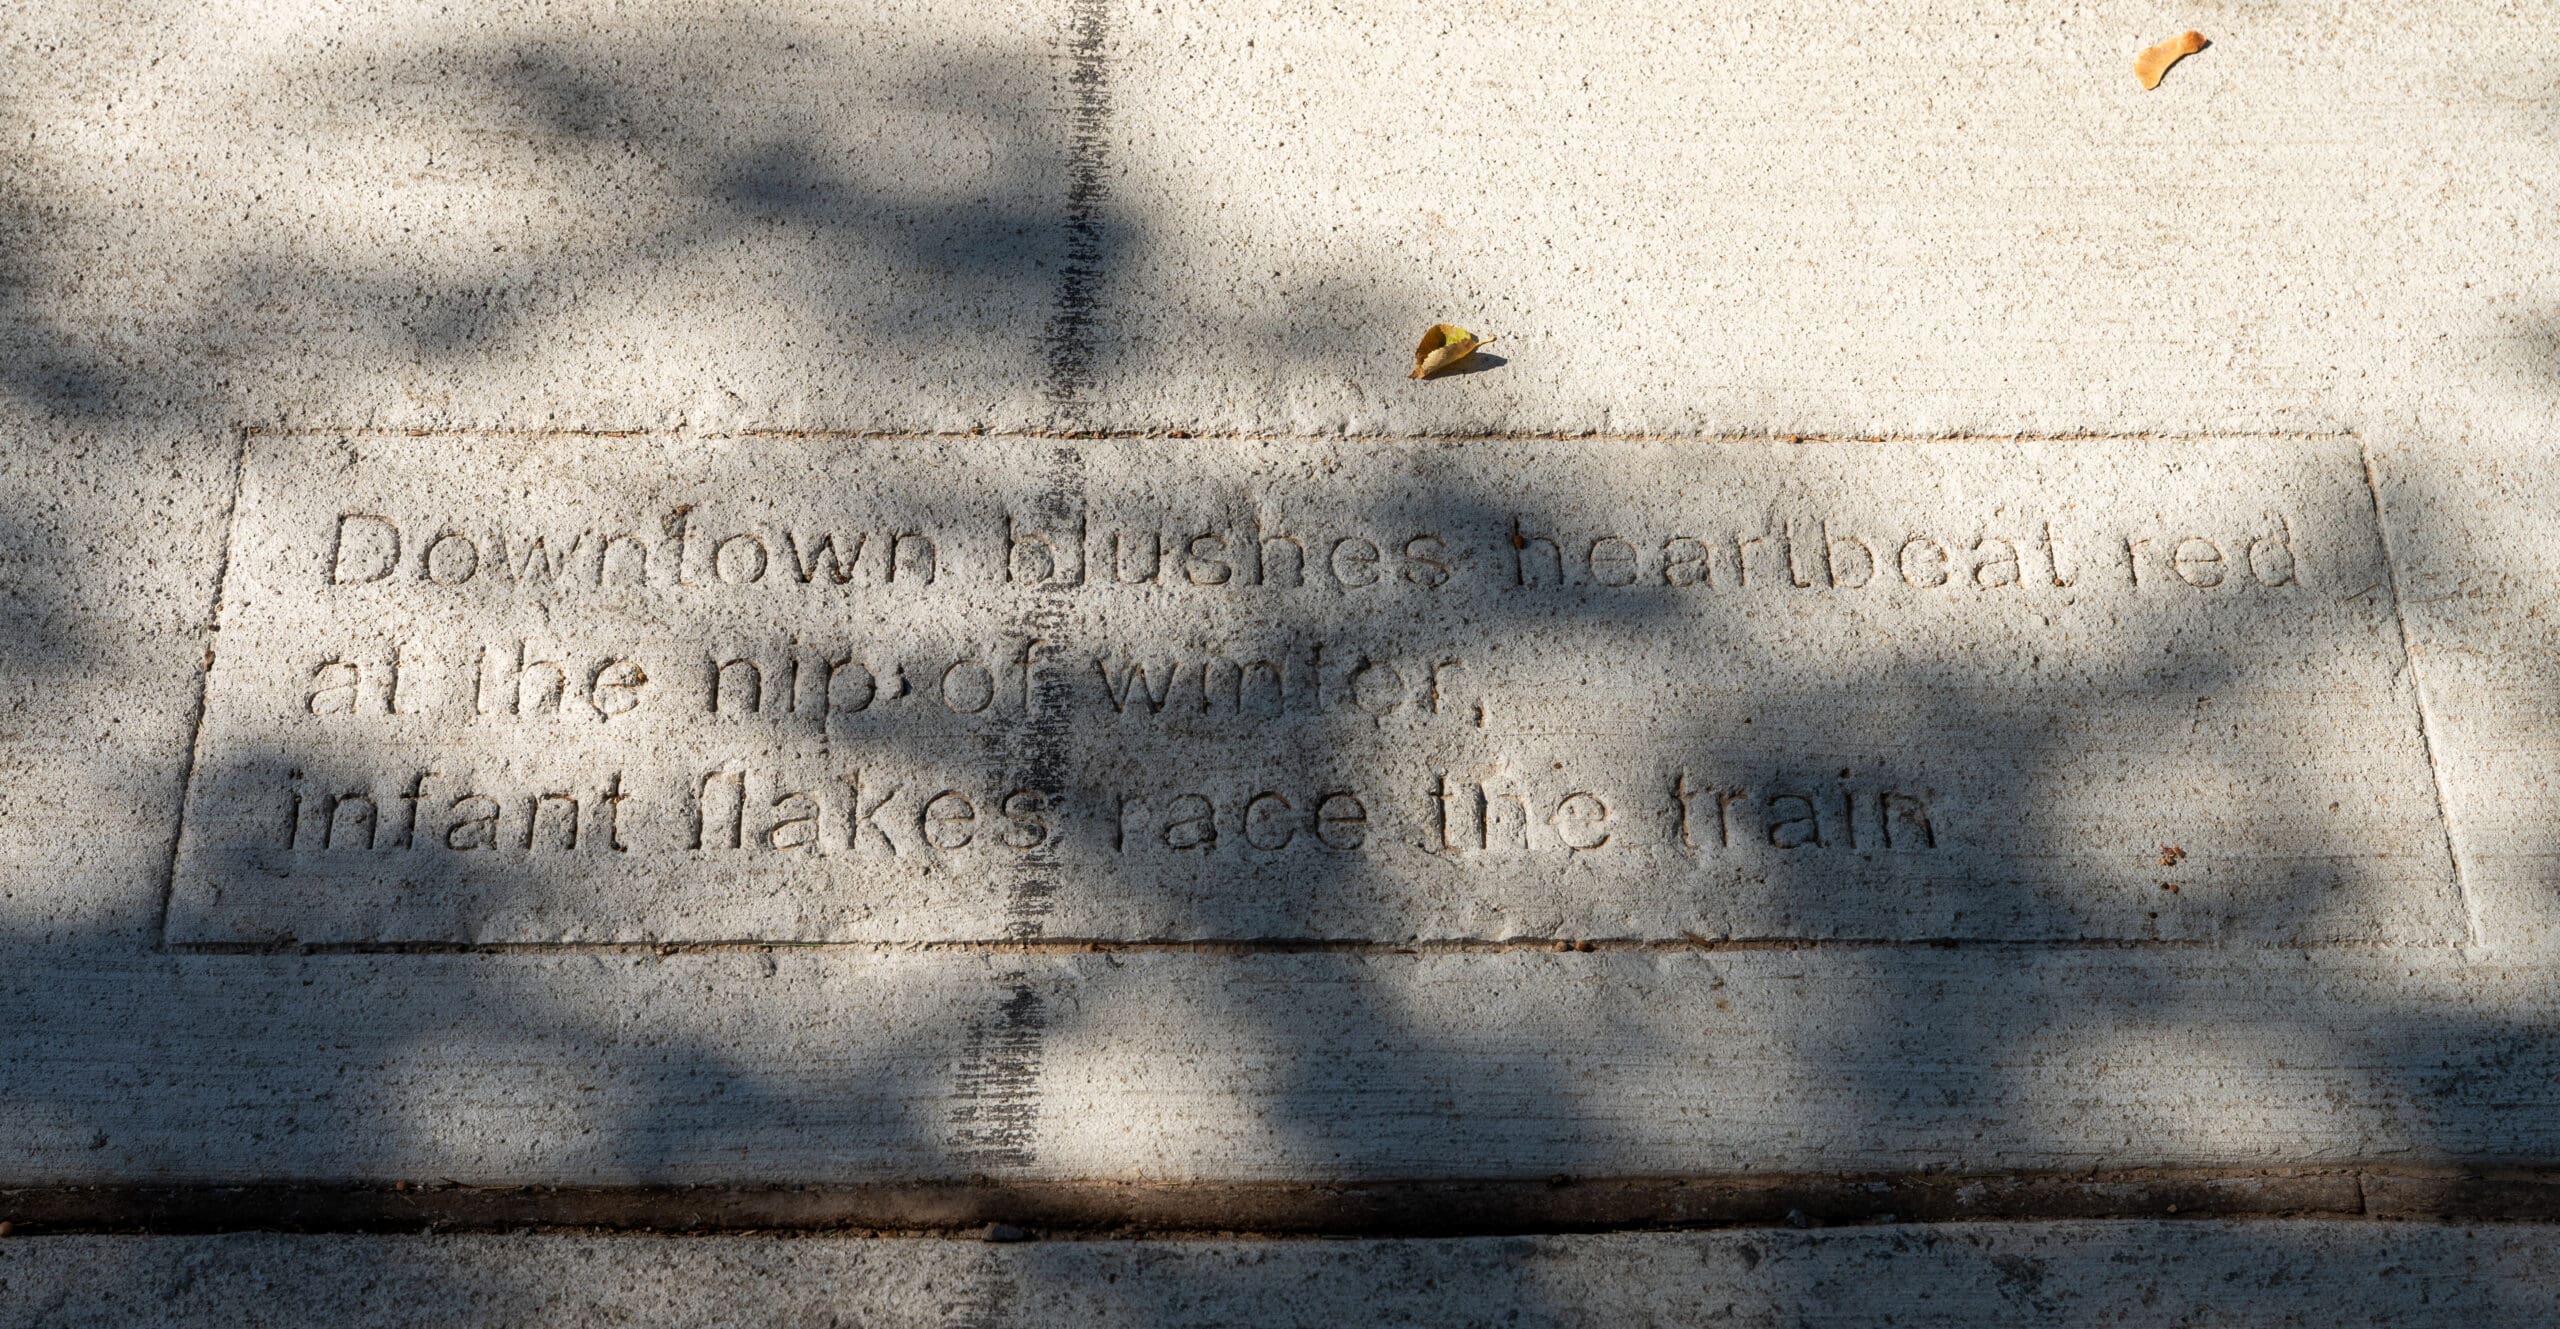 Downtown blushes heartbeat red
at the nip of winter,
infant flakes race the train